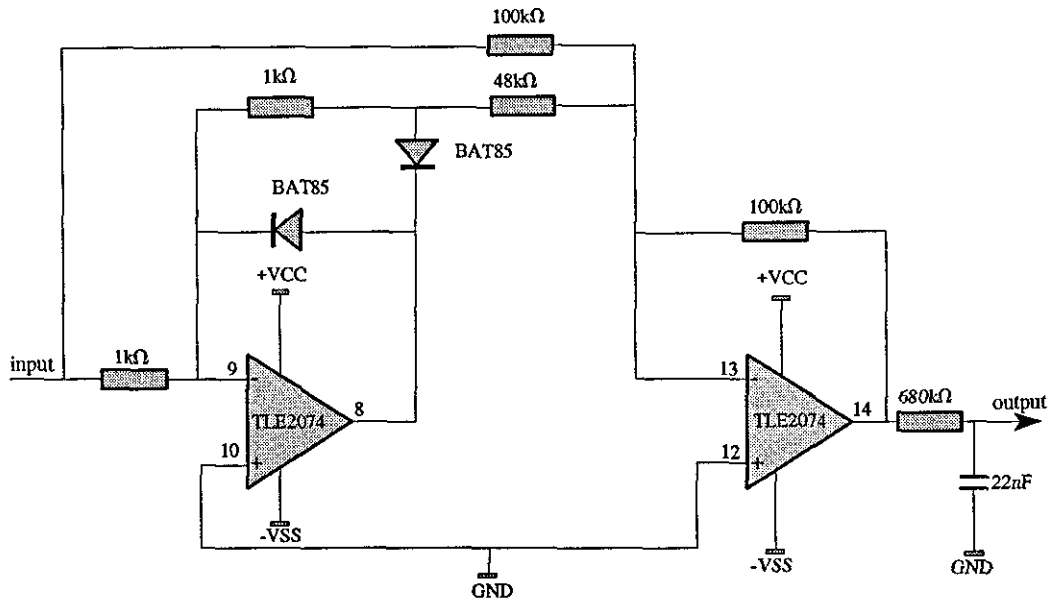 100kΩ
1kΩ
48kΩ
BAT85
BAT85
100kΩ
+VCC
+VCC
input
1kΩ
9
-
13
-
8
TLE2074
14
TLE2074
680kΩ
output
10
+
12
+
22nF
-VSS
-VSS
GND
GND